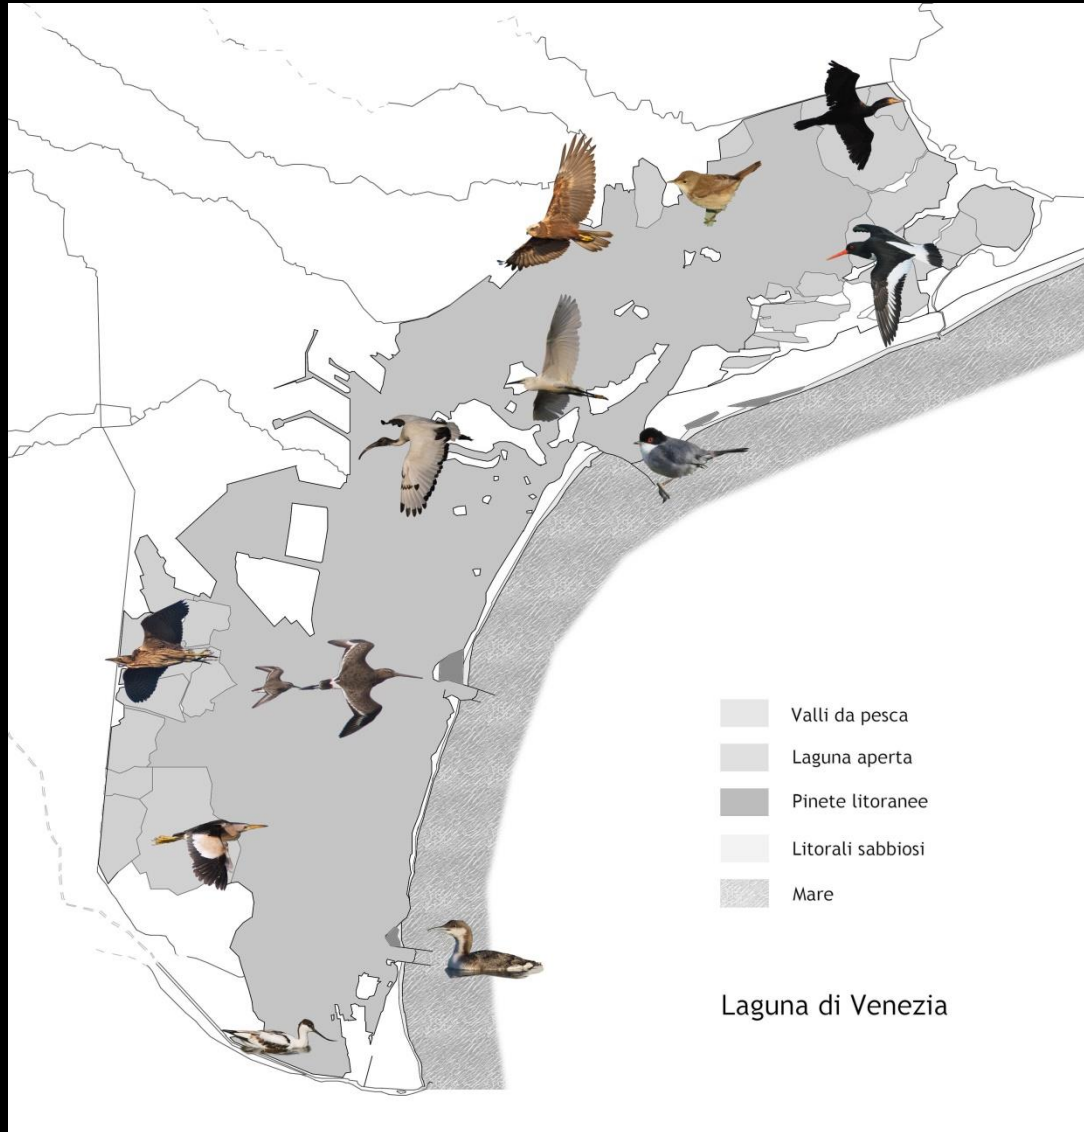 Valli da pesca
Laguna aperta
Pinete litoranee
Litorali sabbiosi
Mare
Laguna di Venezia